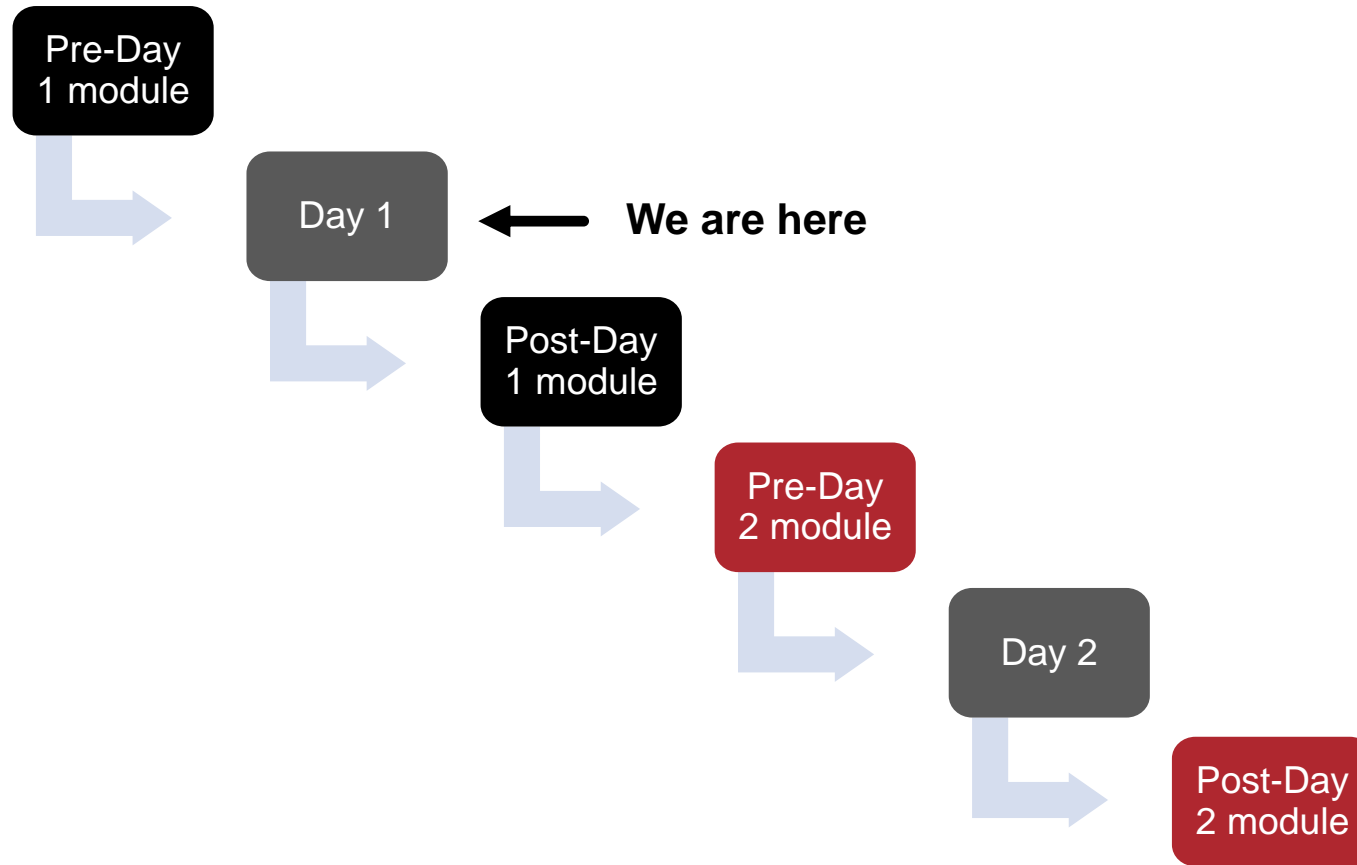 Pre-Day
1 module
Day 1
We are here
Post-Day
1 module
Pre-Day
2 module
Day 2
Post-Day
2 module